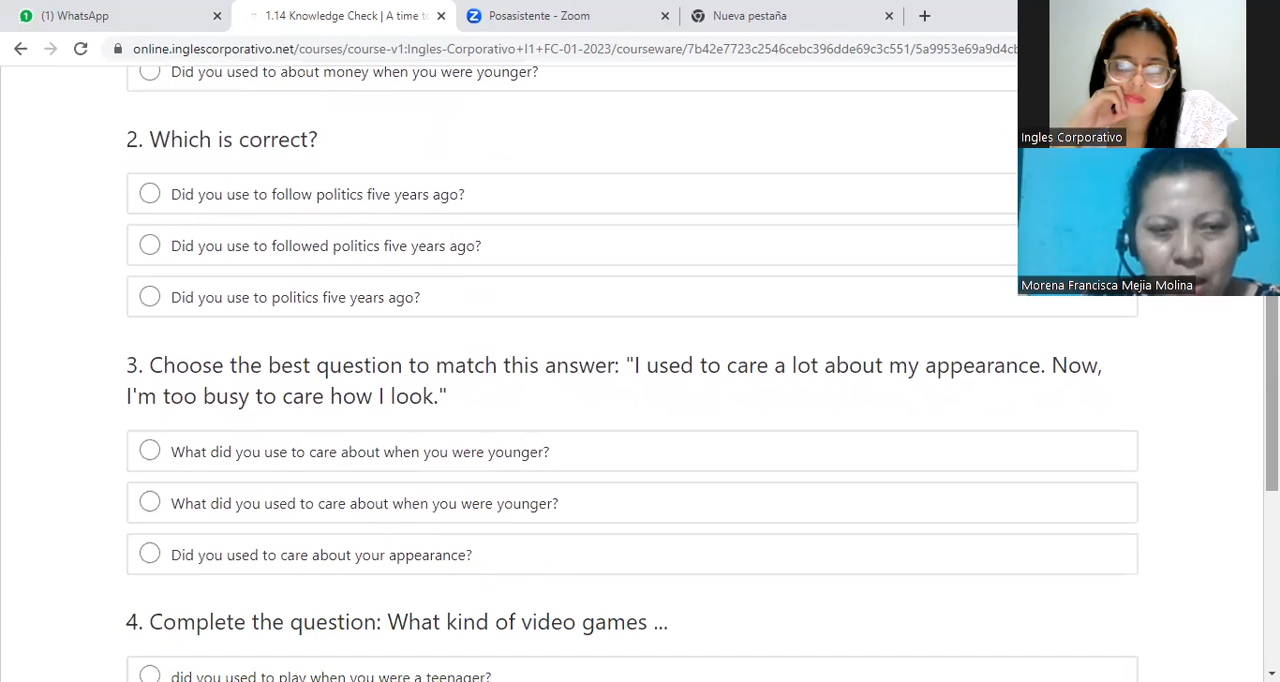 (1) WhatsApp
1.14 Knowledge Check | A time t
Posasistente - Zoom
Nueva pestaña
online.inglescorporativo.net/courses/course-v1:Ingles-Corporativo+I1+FC-01-2023/courseware/7b42e7723c2546cebc396dde69c3c551/5a9953e69a9d4cb
Did you used to about money when you were younger?
2. Which is correct?
Did you use to follow politics five years ago?
Did you use to followed politics five years ago?
Did you use to politics five years ago?
3. Choose the best question to match this answer: "I used to care a lot about my appearance. Now,
I'm too busy to care how I look."
What did you use to care about when you were younger?
What did you used to care about when you were younger?
Did you used to care about your appearance?
4. Complete the question: What kind of video games ...
did you used to play when you were a teenager?
Ingles Corporativo
Morena Francisca Mejia Molina